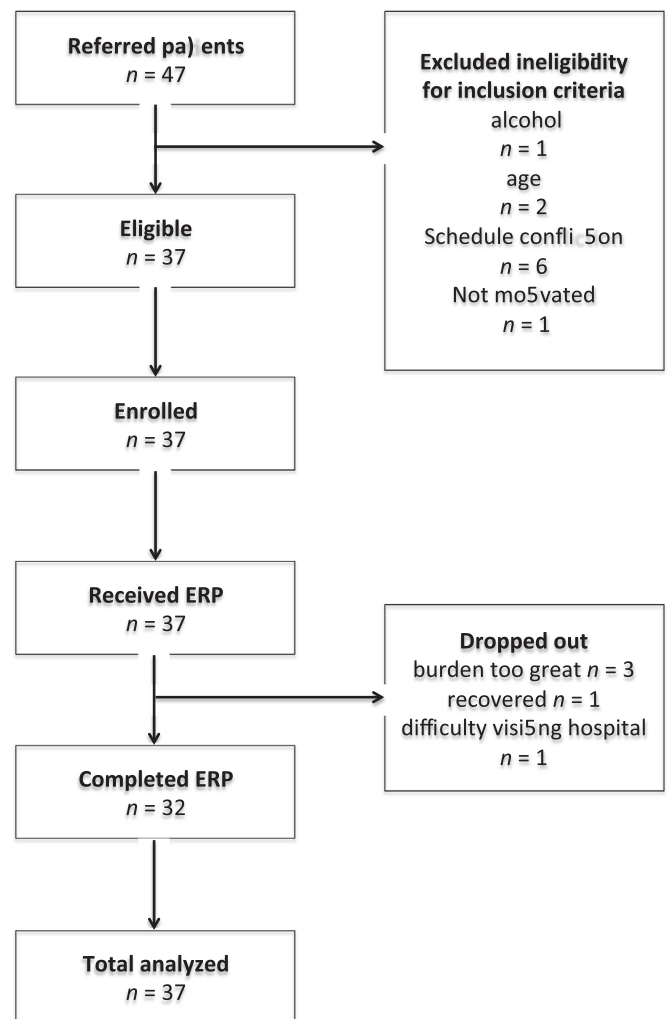 Referred pa) ents
n = 47
Excluded ineligibility
for inclusion criteria
alcohol
n = 1
age
n = 2
Schedule confli c5on
n = 6
Not mo5vated
n = 1
Eligible
n = 37
Enrolled
n = 37
Received ERP
n = 37
Dropped out
burden too great n = 3
recovered n = 1
difficulty visi5ng hospital
n = 1
Completed ERP
n = 32
Total analyzed
n = 37